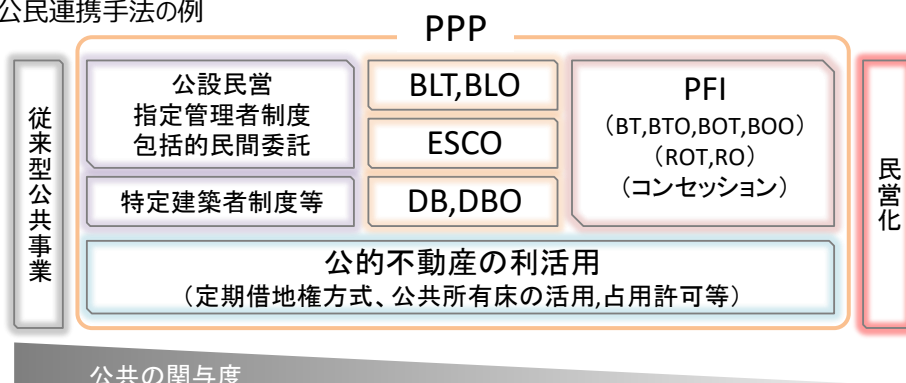 公民連携手法の例
PPP
従来型公共事業
公設民営
指定管理者制度
包括的民間委託
特定建築者制度等
BLT,BLO
ESCO
DB,DBO
PFI
（BT,BTO,BOT,BOO）
（ROT,RO）
（コンセッション）
公的不動産の利活用
（定期借地権方式、公共所有床の活用,占用許可等）
民営化
公共の関与度